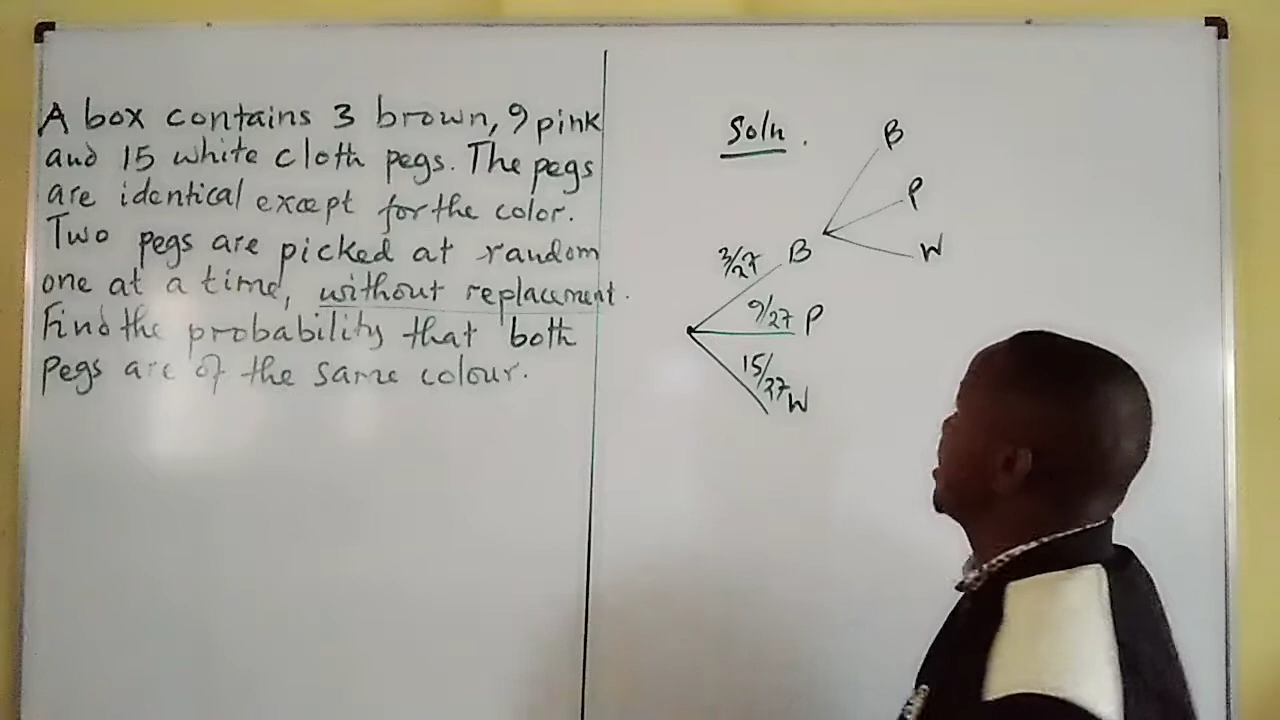 A box contains 3 brown, 9 pink
and 15 white cloth pegs. The pegs
are identical except for the color.
Two pegs are picked at random
one at a time, without replacement.
Find the probability that both
Pegs are of the same colour.
Soln.
B
P
W
3/27 B
9/27 P
15/27 W